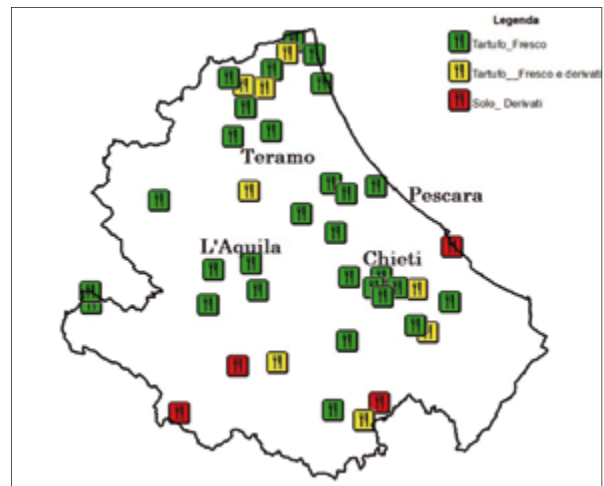 Legenda
Tartufo_Fresco
Tartufo__Fresco e derivati
Solo_ Derivati
Teramo
Pescara
L'Aquila
Chieti